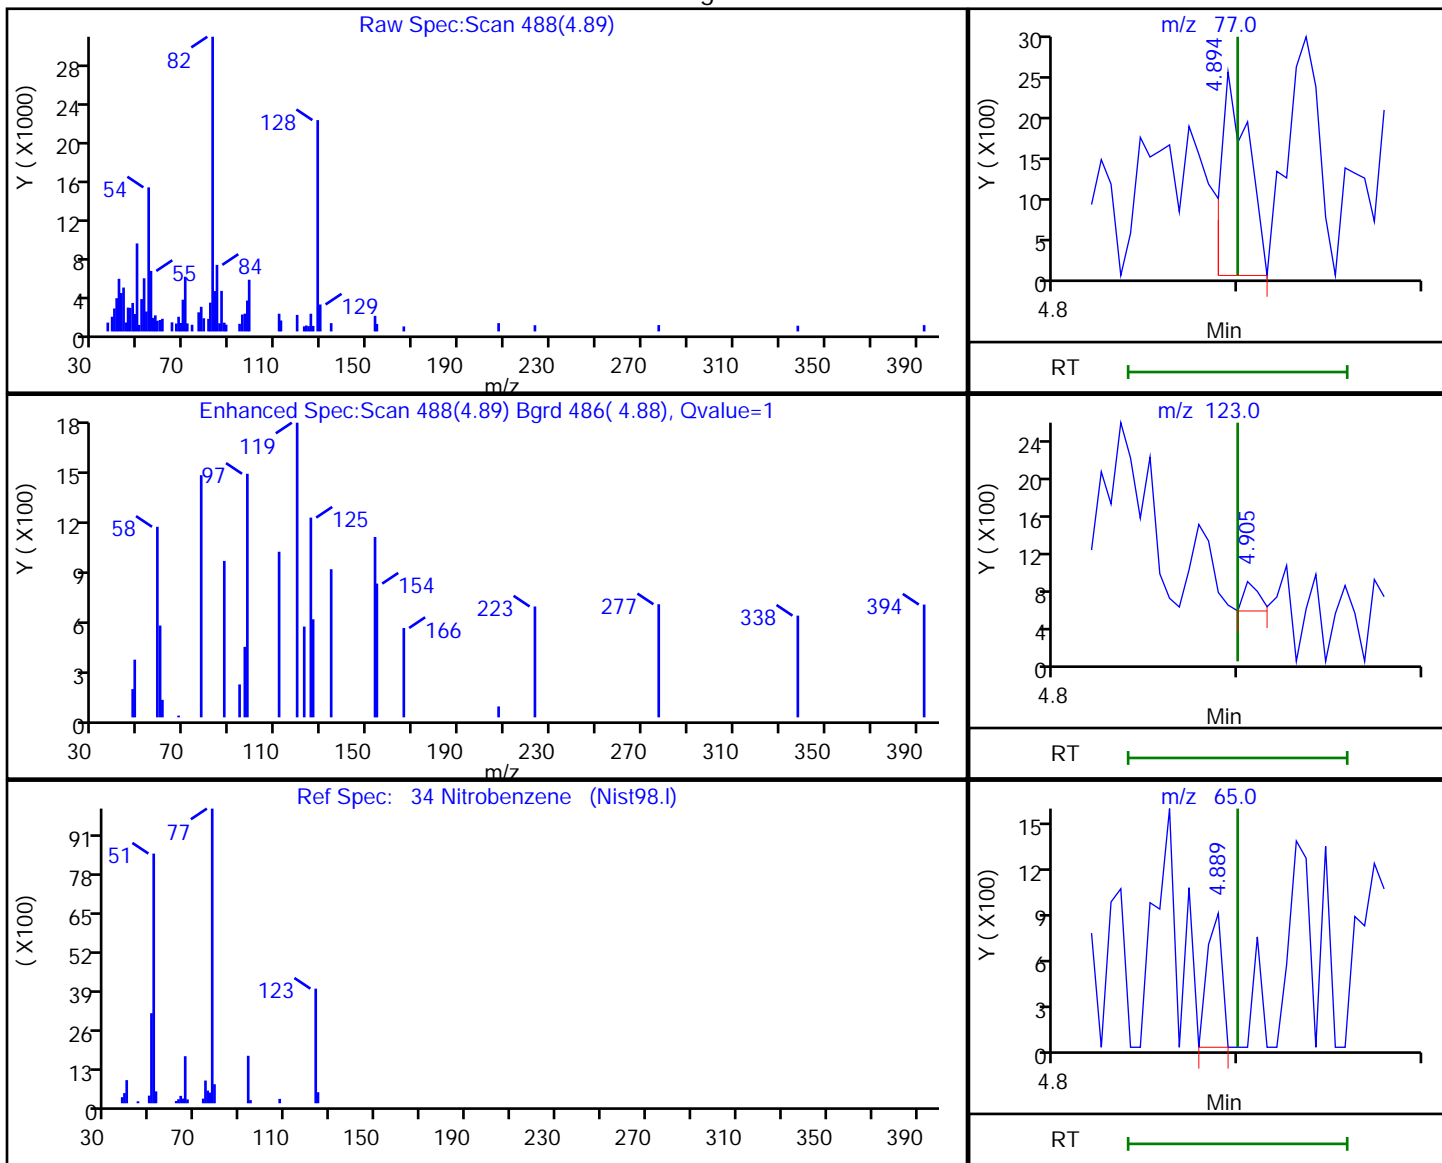 Raw Spec:Scan 488(4.89)
Y ( X1000)
28
24
20
16
12
8
4
0
82
128
54
55
84
129
30 70 110 150 190 230 270 310 350 390
m/z
m/z 77.0
Y ( X100)
30
25
20
15
10
5
0
4.894
4.8
Min
RT
Enhanced Spec:Scan 488(4.89) Bgrd 486( 4.88), Qvalue=1
Y ( X100)
18
15
12
9
6
3
0
119
97
58
125
154
166
223
277
338
394
30 70 110 150 190 230 270 310 350 390
m/z
m/z 123.0
Y ( X100)
24
20
16
12
8
4
0
4.905
4.8
Min
RT
Ref Spec: 34 Nitrobenzene (Nist98.l)
( X100)
91
78
65
52
39
26
13
0
77
51
123
30 70 110 150 190 230 270 310 350 390
m/z 65.0
Y ( X100)
15
12
9
6
3
0
4.889
4.8
Min
RT